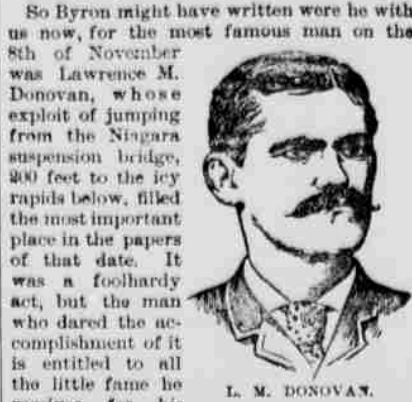 So Byron might have written were he with
us now, for the most famous man on the
8th of November
was Lawrence M.
Donovan, whose
exploit of jumping
from the Niagara
suspension bridge,
200 feet to the icy
rapids below, filled
the most important
place in the papers
of that date. It
was a foolhardy
act, but the man
who dared the ac-
complishment of it
is entitled to all
the little fame he
L. M. DONOVAN.